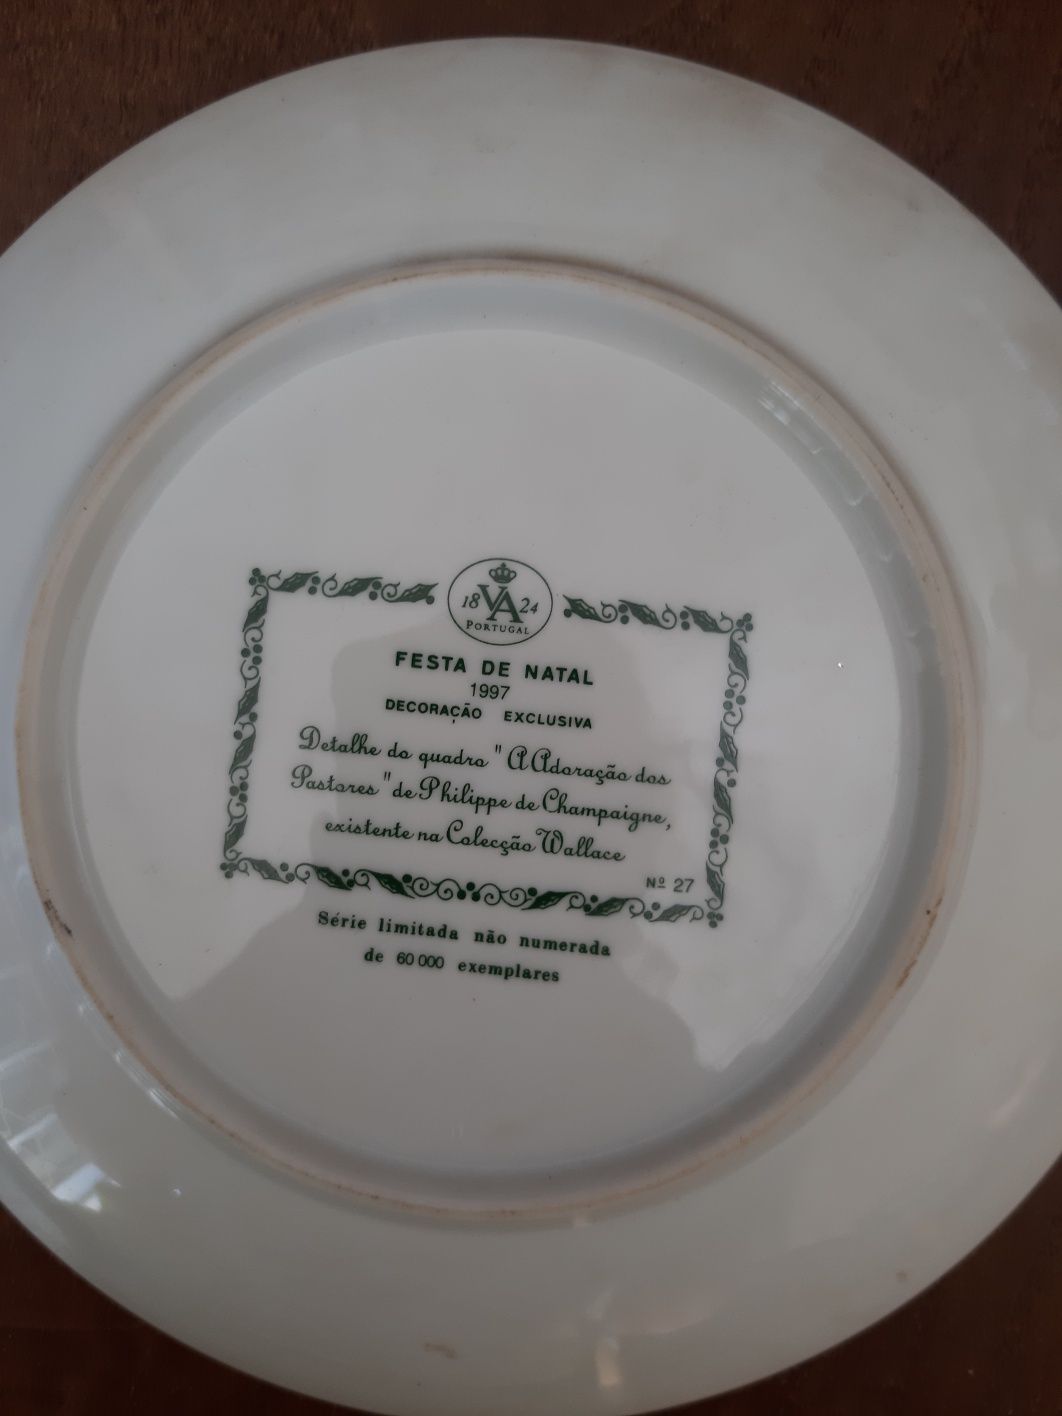 18 VA 24
PORTUGAL
FESTA DE NATAL
1997
DECORAÇÃO EXCLUSIVA
Detalhe do quadro "A Adoração dos
Pastores" de Philippe de Champaigne,
existente na Colecção Wallace
Nº 27
Série limitada não numerada
de 60 000 exemplares